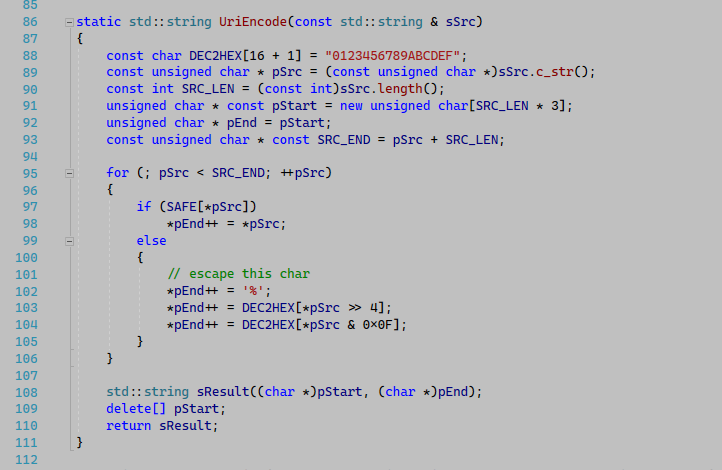 85
86 static std::string UriEncode(const std::string & sSrc)
87 {
88     const char DEC2HEX[16 + 1] = "0123456789ABCDEF";
89     const unsigned char * pSrc = (const unsigned char *)sSrc.c_str();
90     const int SRC_LEN = (const int)sSrc.length();
91     unsigned char * const pStart = new unsigned char[SRC_LEN * 3];
92     unsigned char * pEnd = pStart;
93     const unsigned char * const SRC_END = pSrc + SRC_LEN;
94
95     for (; pSrc < SRC_END; ++pSrc)
96     {
97         if (SAFE[*pSrc])
98             *pEnd++ = *pSrc;
99         else
100         {
101             // escape this char
102             *pEnd++ = '%';
103             *pEnd++ = DEC2HEX[*pSrc >> 4];
104             *pEnd++ = DEC2HEX[*pSrc & 0x0F];
105         }
106     }
107
108     std::string sResult((char *)pStart, (char *)pEnd);
109     delete[] pStart;
110     return sResult;
111 }
112